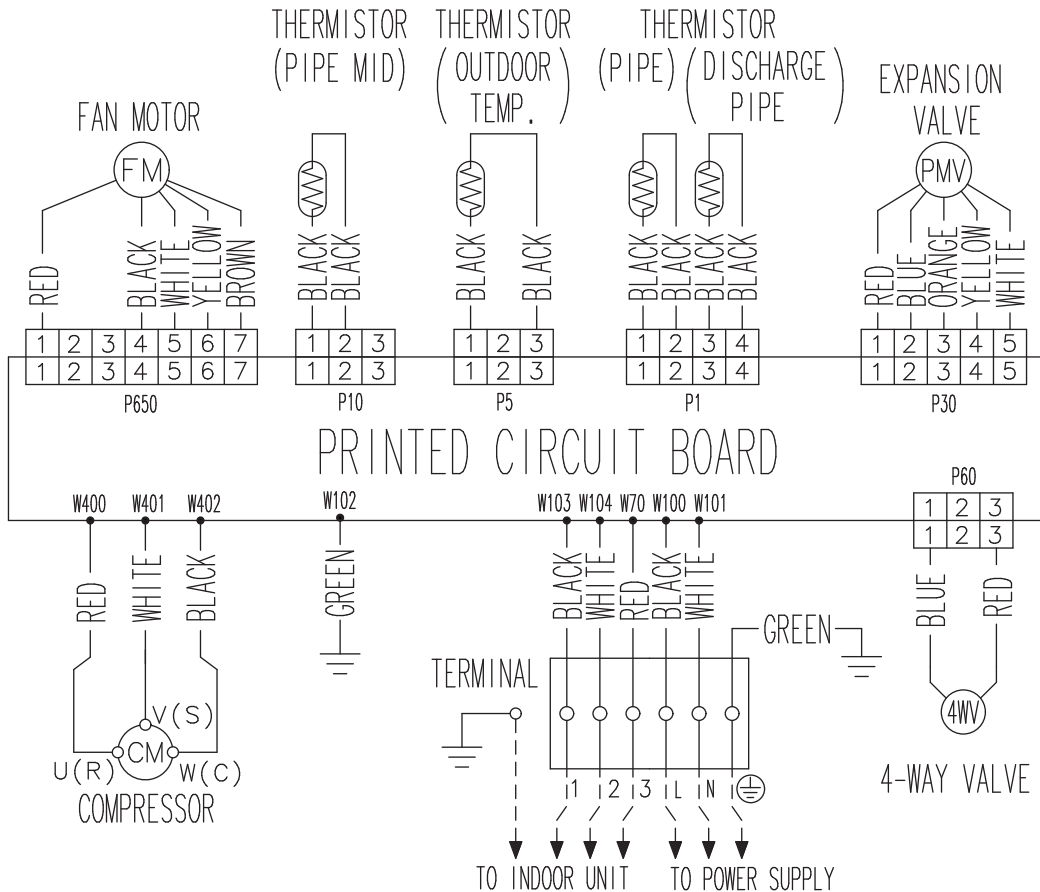 THERMISTOR
(PIPE MID)
THERMISTOR
(OUTDOOR TEMP.)
THERMISTOR
(PIPE) (DISCHARGE PIPE)
EXPANSION
VALVE
FAN MOTOR
FM
PMV
RED BLACK WHITE YELLOW BROWN
BLACK BLACK
BLACK BLACK
BLACK BLACK BLACK BLACK
RED BLUE ORANGE YELLOW WHITE
1 2 3 4 5 6 7
1 2 3 4 5 6 7
P650
1 2 3
1 2 3
P10
1 2 3
1 2 3
P5
1 2 3 4
1 2 3 4
P1
1 2 3 4 5
1 2 3 4 5
P30
PRINTED CIRCUIT BOARD
W400 W401 W402
W102
W103 W104 W70 W100 W101
P60
1 2 3
1 2 3
RED WHITE BLACK
GREEN
BLACK WHITE RED BLACK WHITE
BLUE RED
GREEN
TERMINAL
V(S)
CM
U(R) W(C)
COMPRESSOR
4WV
4-WAY VALVE
1 2 3 L N
TO INDOOR UNIT
TO POWER SUPPLY